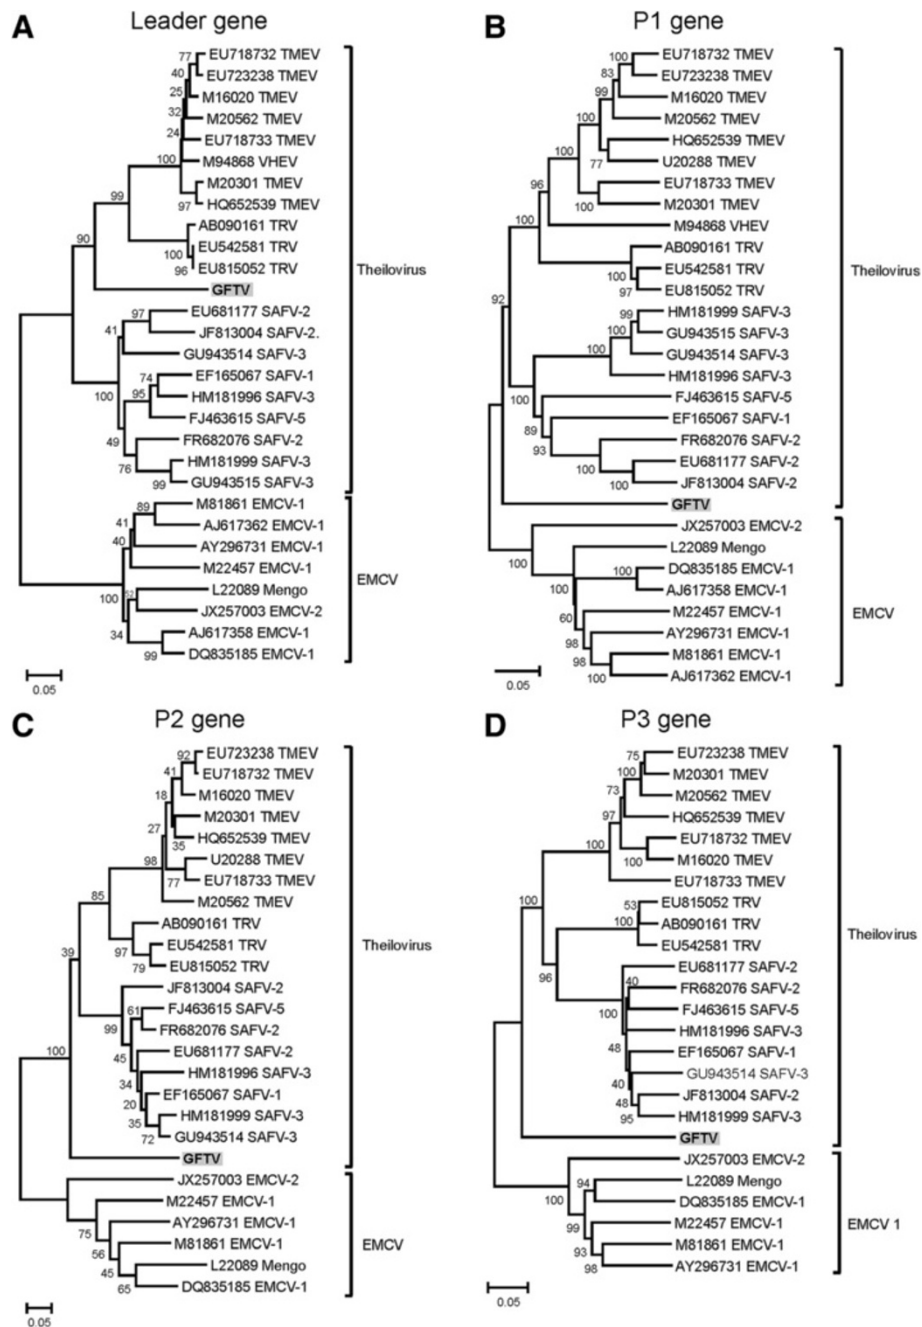 A
Leader gene
77
EU718732 TMEV
40
EU723238 TMEV
25
M16020 TMEV
32
M20562 TMEV
24
EU718733 TMEV
100
M94868 VHEV
M20301 TMEV
97
HQ652539 TMEV
99
AB090161 TRV
100
EU542581 TRV
96
EU815052 TRV
90
GFTV
97
EU681177 SAFV-2
41
JF813004 SAFV-2.
GU943514 SAFV-3
74
EF165067 SAFV-1
100
95
HM181996 SAFV-3
FJ463615 SAFV-5
49
FR682076 SAFV-2
76
HM181999 SAFV-3
99
GU943515 SAFV-3
Theilovirus
89
M81861 EMCV-1
41
AJ617362 EMCV-1
40
AY296731 EMCV-1
M22457 EMCV-1
100
52
L22089 Mengo
JX257003 EMCV-2
34
AJ617358 EMCV-1
99
DQ835185 EMCV-1
EMCV
0.05
B
P1 gene
100
EU718732 TMEV
83
EU723238 TMEV
99
M16020 TMEV
100
M20562 TMEV
HQ652539 TMEV
77
U20288 TMEV
100
EU718733 TMEV
100
M20301 TMEV
96
M94868 VHEV
100
AB090161 TRV
100
EU542581 TRV
97
EU815052 TRV
92
99
HM181999 SAFV-3
100
GU943515 SAFV-3
100
GU943514 SAFV-3
HM181996 SAFV-3
100
FJ463615 SAFV-5
89
EF165067 SAFV-1
93
FR682076 SAFV-2
100
EU681177 SAFV-2
100
JF813004 SAFV-2
GFTV
Theilovirus
JX257003 EMCV-2
100
L22089 Mengo
100
DQ835185 EMCV-1
100
AJ617358 EMCV-1
60
M22457 EMCV-1
98
AY296731 EMCV-1
98
M81861 EMCV-1
100
AJ617362 EMCV-1
EMCV
0.05
C
P2 gene
92
EU723238 TMEV
41
EU718732 TMEV
18
M16020 TMEV
M20301 TMEV
27
35
HQ652539 TMEV
98
U20288 TMEV
77
EU718733 TMEV
M20562 TMEV
85
AB090161 TRV
97
EU542581 TRV
79
EU815052 TRV
39
JF813004 SAFV-2
99
61
FJ463615 SAFV-5
FR682076 SAFV-2
45
EU681177 SAFV-2
34
HM181996 SAFV-3
20
EF165067 SAFV-1
35
HM181999 SAFV-3
72
GU943514 SAFV-3
100
GFTV
Theilovirus
JX257003 EMCV-2
M22457 EMCV-1
75
AY296731 EMCV-1
56
M81861 EMCV-1
45
L22089 Mengo
65
DQ835185 EMCV-1
EMCV
0.05
D
P3 gene
75
EU723238 TMEV
100
M20301 TMEV
73
M20562 TMEV
97
HQ652539 TMEV
EU718732 TMEV
100
M16020 TMEV
100
EU718733 TMEV
53
EU815052 TRV
100
AB090161 TRV
EU542581 TRV
100
96
EU681177 SAFV-2
40
FR682076 SAFV-2
100
FJ463615 SAFV-5
HM181996 SAFV-3
48
EF165067 SAFV-1
40
GU943514 SAFV-3
48
JF813004 SAFV-2
95
HM181999 SAFV-3
GFTV
Theilovirus
JX257003 EMCV-2
100
94
L22089 Mengo
DQ835185 EMCV-1
99
M22457 EMCV-1
93
M81861 EMCV-1
98
AY296731 EMCV-1
EMCV 1
0.05